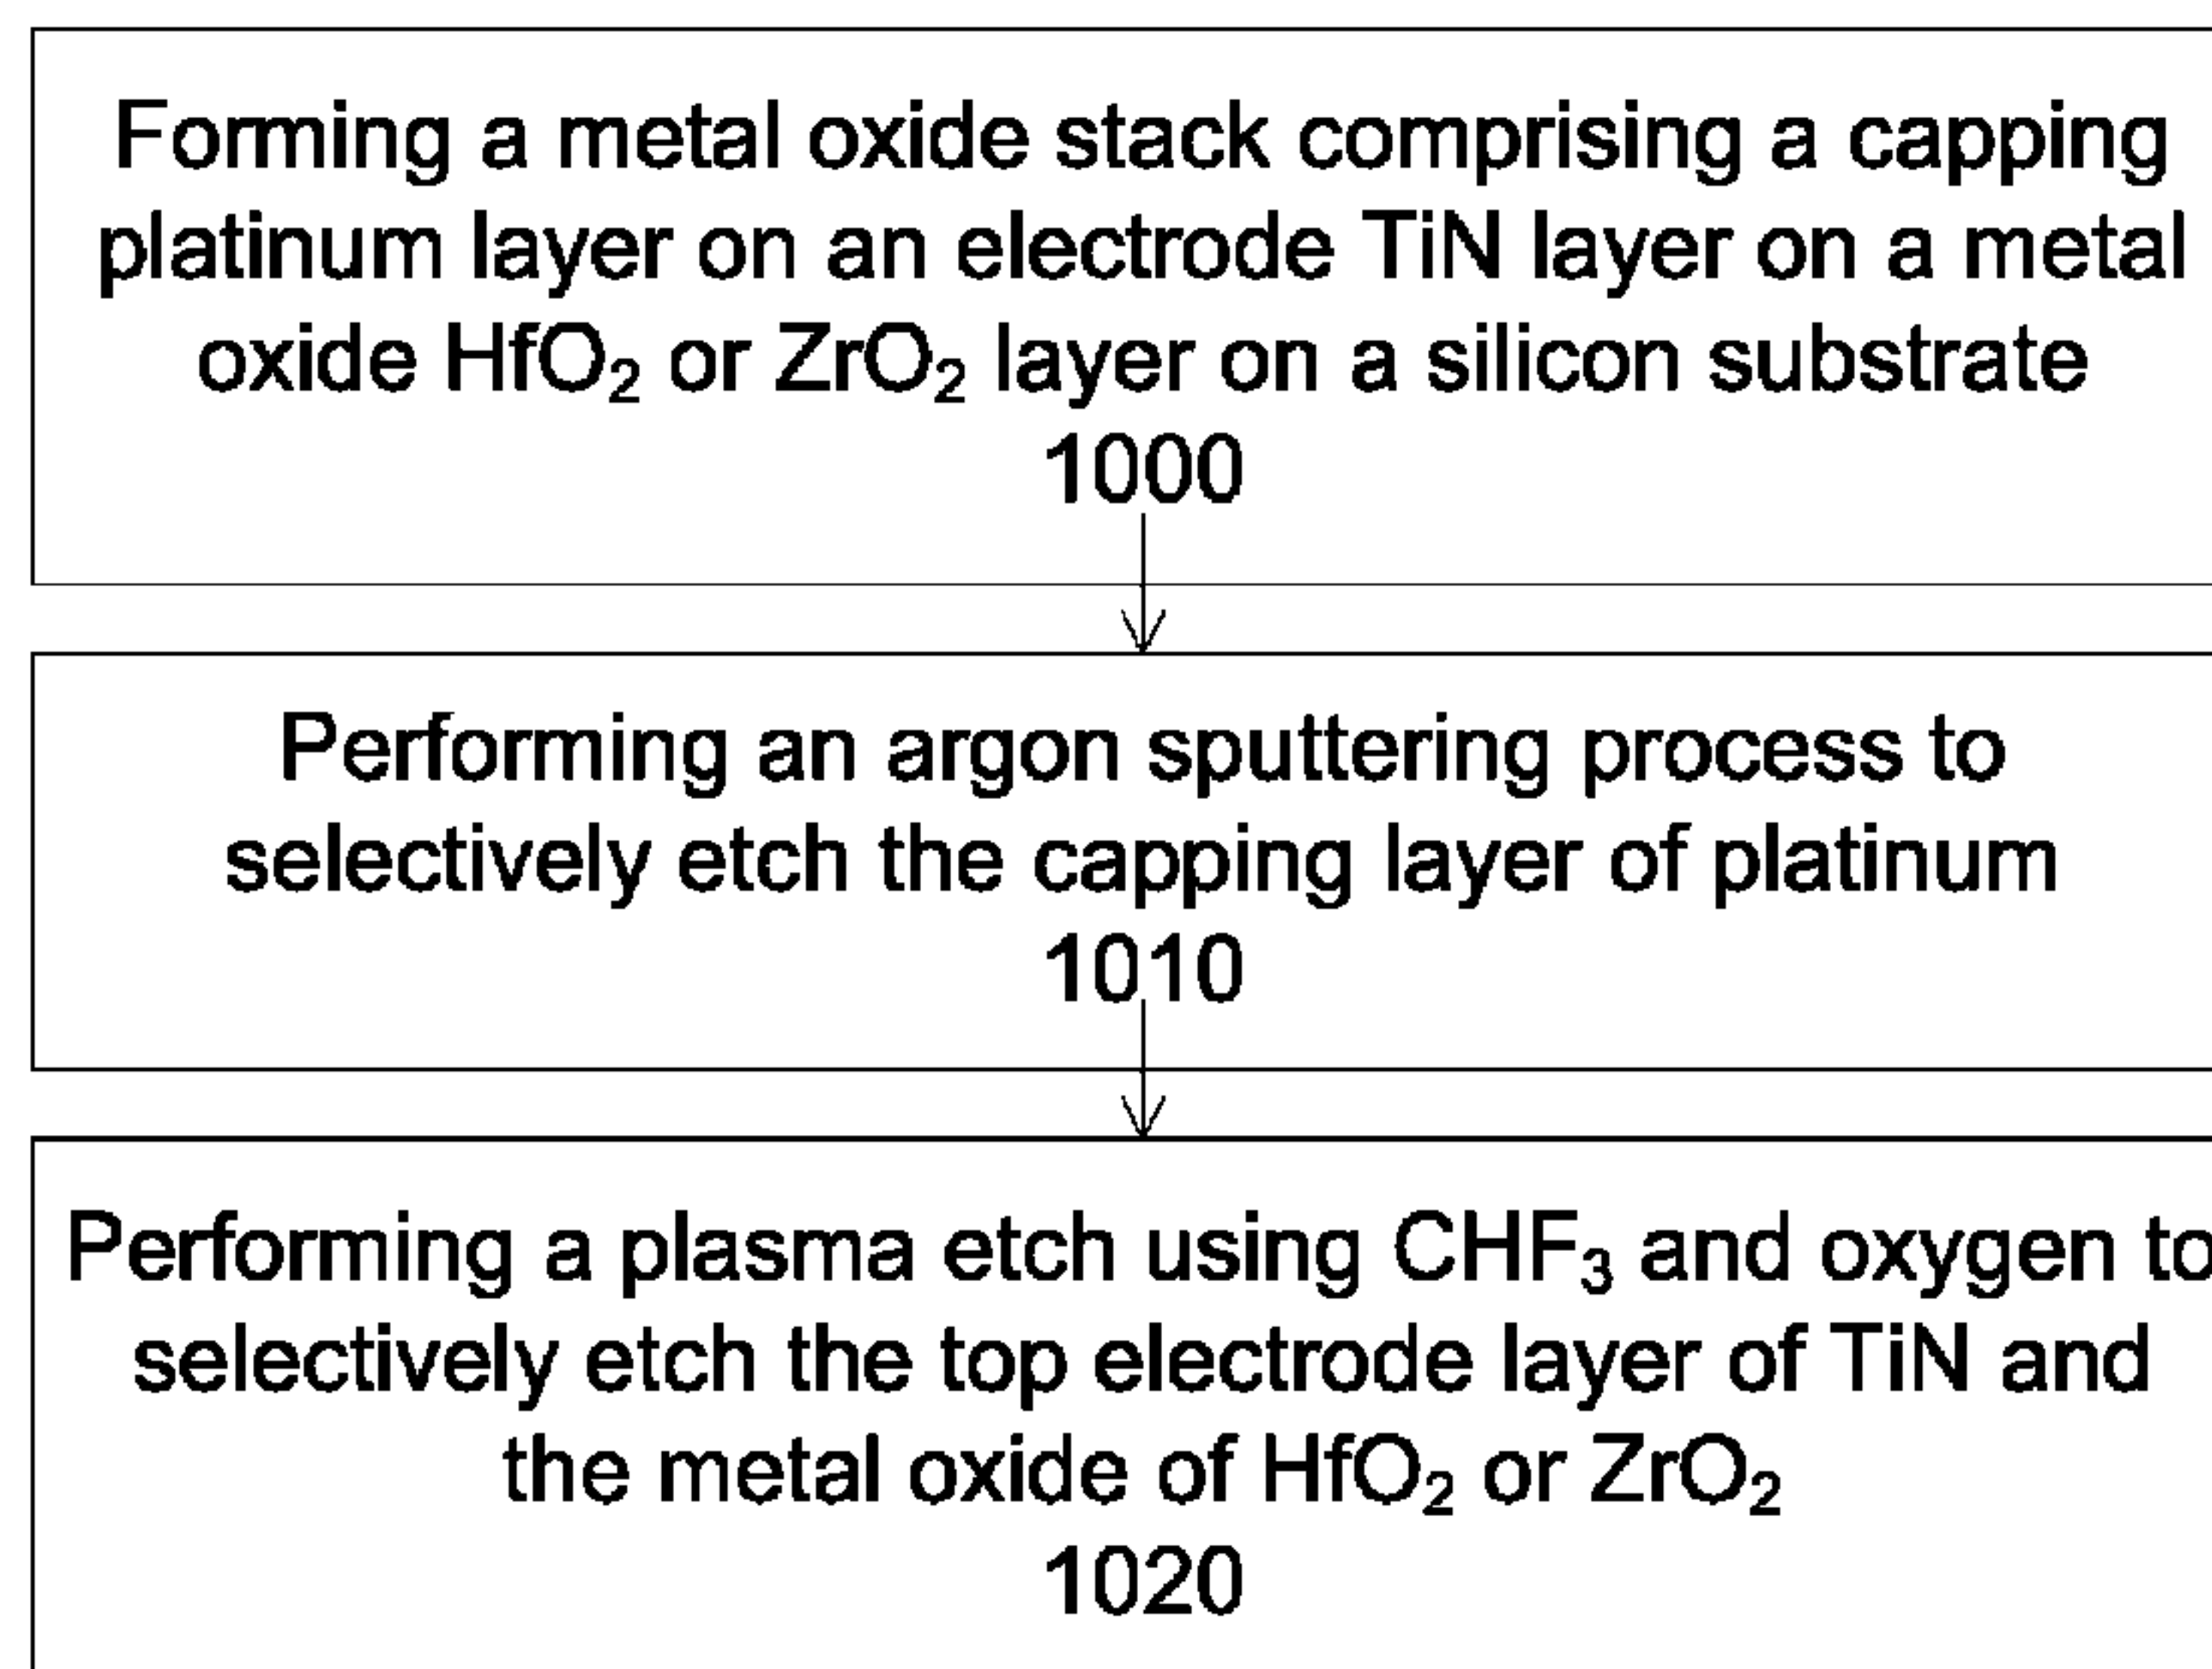 Forming a metal oxide stack comprising a capping
platinum layer on an electrode TiN layer on a metal
oxide HfO₂ or ZrO₂ layer on a silicon substrate
1000
Performing an argon sputtering process to
selectively etch the capping layer of platinum
1010
Performing a plasma etch using CHF₃ and oxygen to
selectively etch the top electrode layer of TiN and
the metal oxide of HfO₂ or ZrO₂
1020